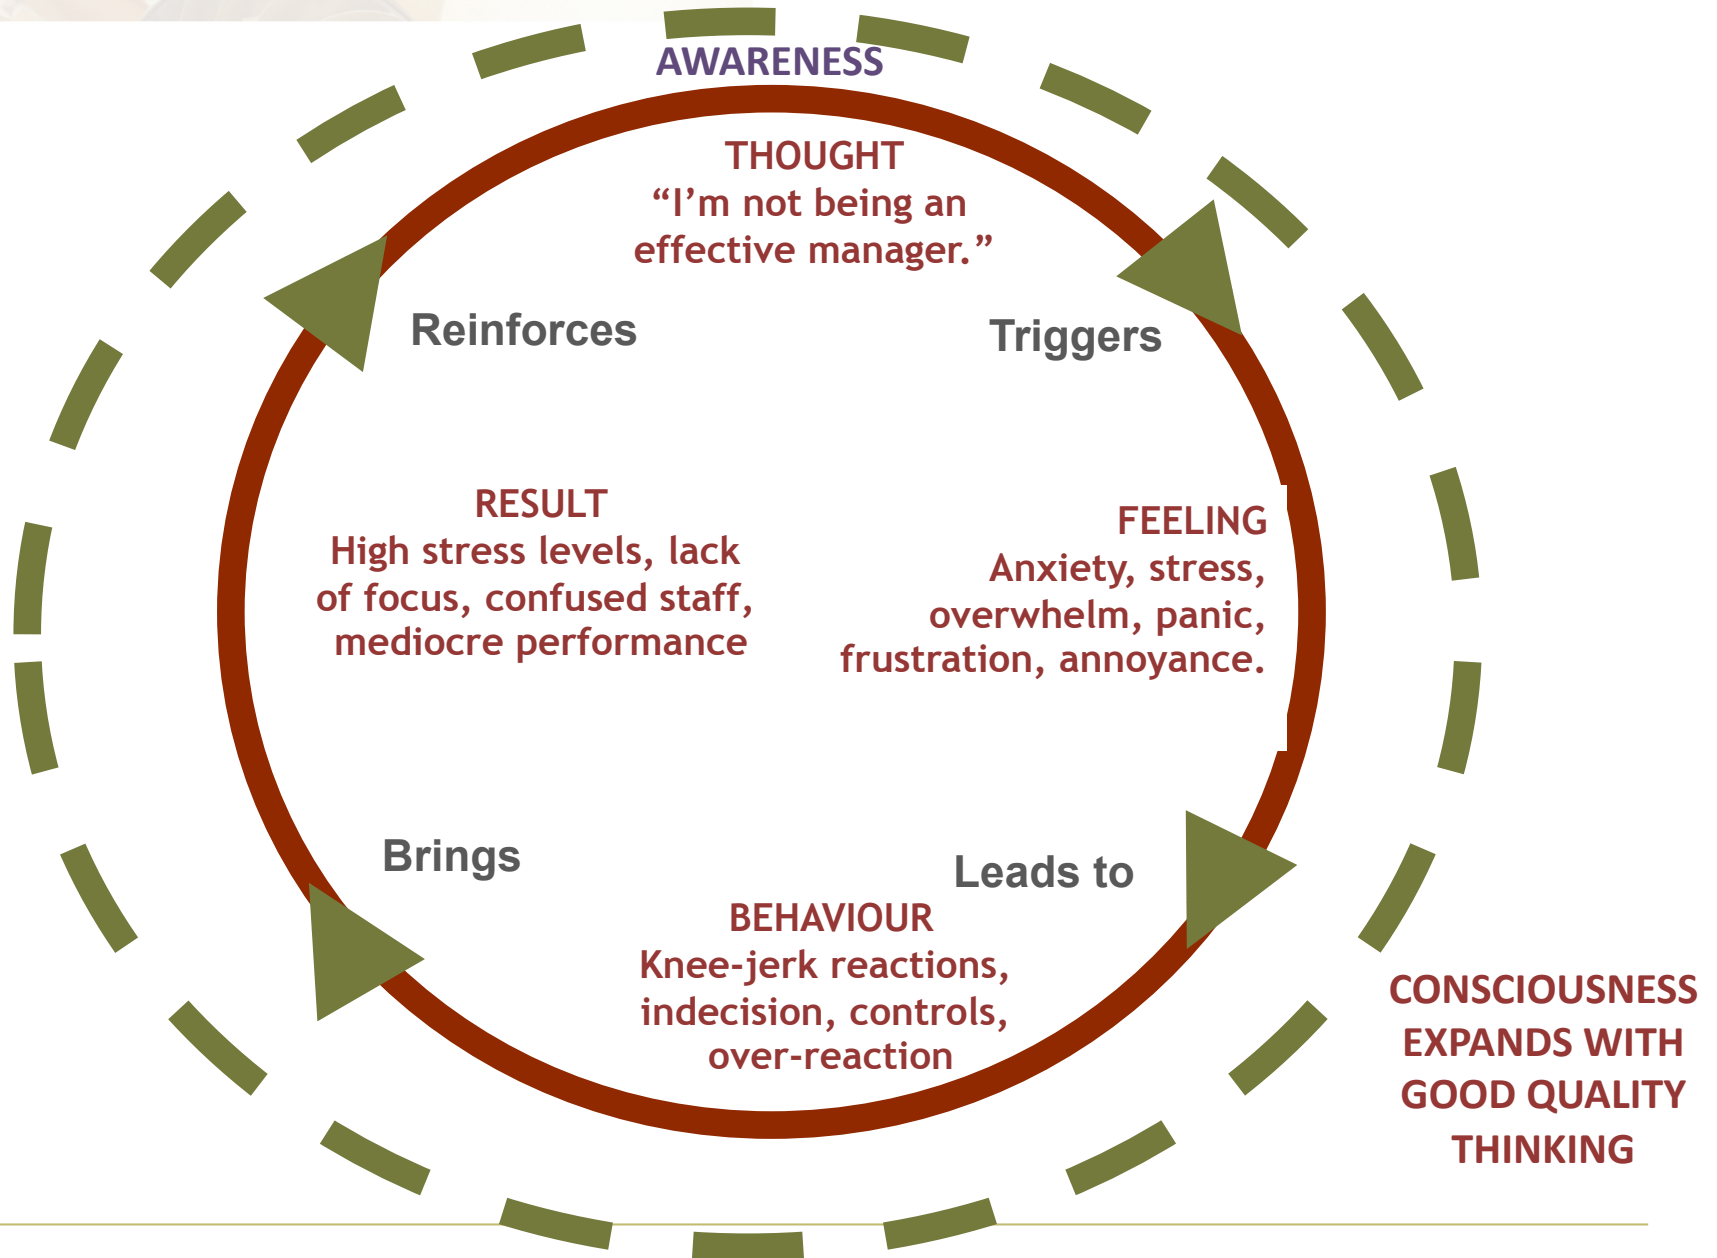 AWARENESS
THOUGHT
“I’m not being an
effective manager.”
Reinforces
Triggers
RESULT
High stress levels, lack
of focus, confused staff,
mediocre performance
FEELING
Anxiety, stress,
overwhelm, panic,
frustration, annoyance.
Brings
Leads to
BEHAVIOUR
Knee-jerk reactions,
indecision, controls,
over-reaction
CONSCIOUSNESS
EXPANDS WITH
GOOD QUALITY
THINKING